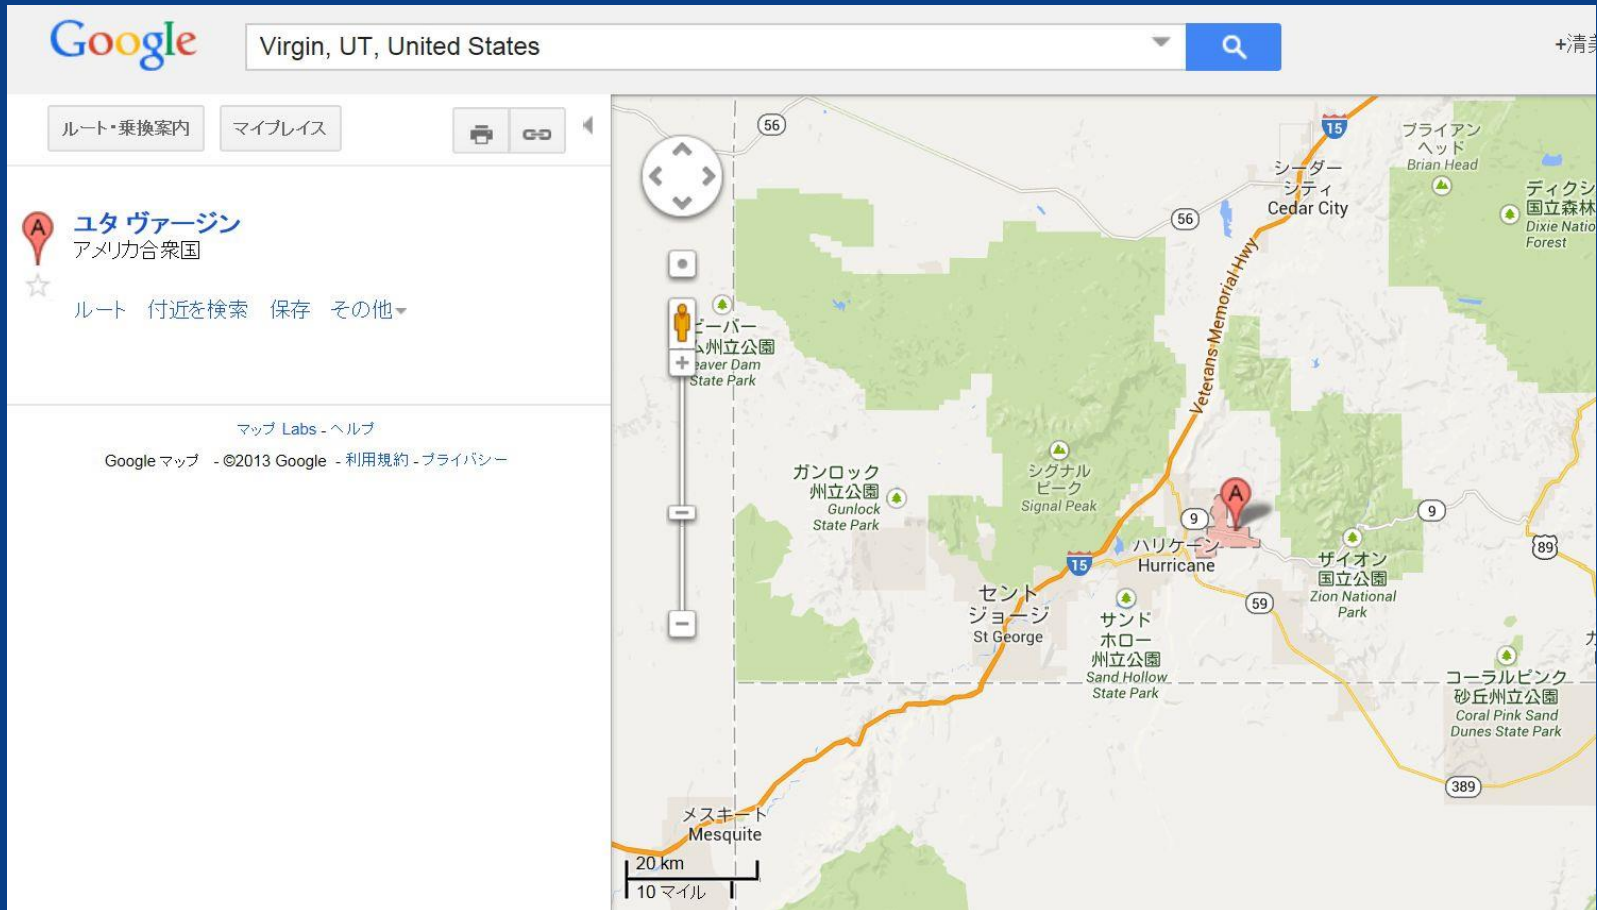 Google
Virgin, UT, United States
+清美
ルート・乗換案内
マイプレイス
A
ユタ ヴァージン
アメリカ合衆国
ルート 付近を検索 保存 その他
マップ Labs - ヘルプ
Google マップ - ©2013 Google - 利用規約 - プライバシー
56
15
ブライアン
ヘッド
Brian Head
シーダー
シティ
Cedar City
56
ディクシ
国立森林
Dixie Natio
Forest
Veterans Memorial Hwy
ビーバー
ム州立公園
eaver Dam
State Park
ガンロック
州立公園
Gunlock
State Park
シグナル
ピーク
Signal Peak
A
9
9
89
ハリケーン
Hurricane
15
ザイオン
国立公園
Zion National
Park
セント
ジョージ
St George
59
サンド
ホロー
州立公園
Sand Hollow
State Park
コーラルピンク
砂丘州立公園
Coral Pink Sand
Dunes State Park
389
メスキート
Mesquite
20 km
10 マイル